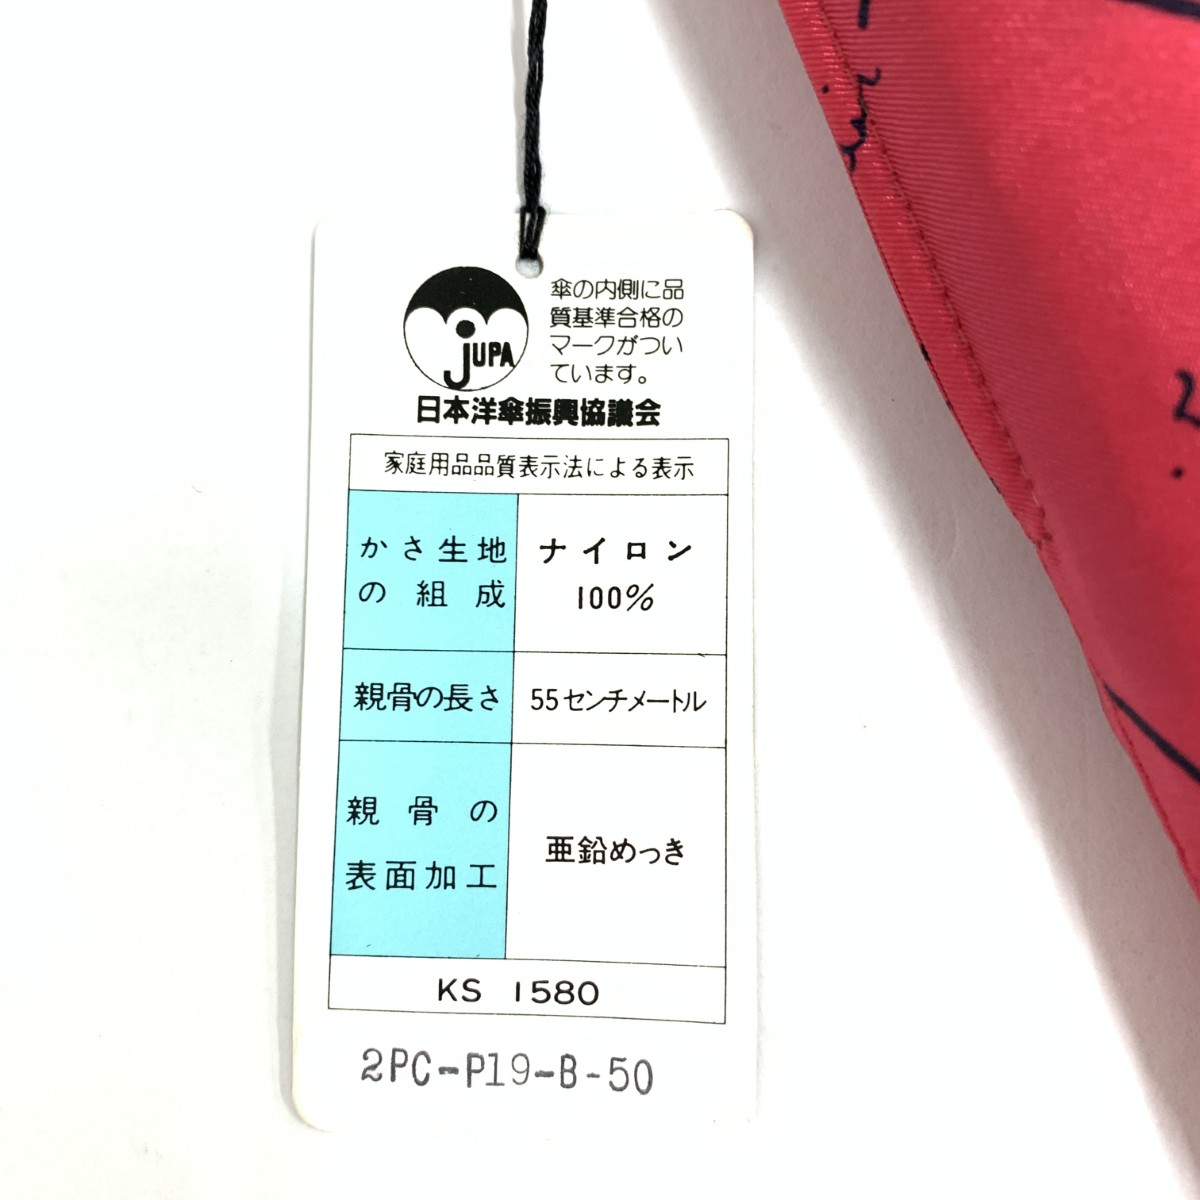 JUPA
傘の内側に品
質基準合格の
マークがつい
ています。
日本洋傘振興協議会
家庭用品品質表示法による表示
かさ生地
の組成
ナイロン
100%
親骨の長さ
55センチメートル
親骨の
表面加工
亜鉛めっき
KS 1580
2PC-P19-B-50